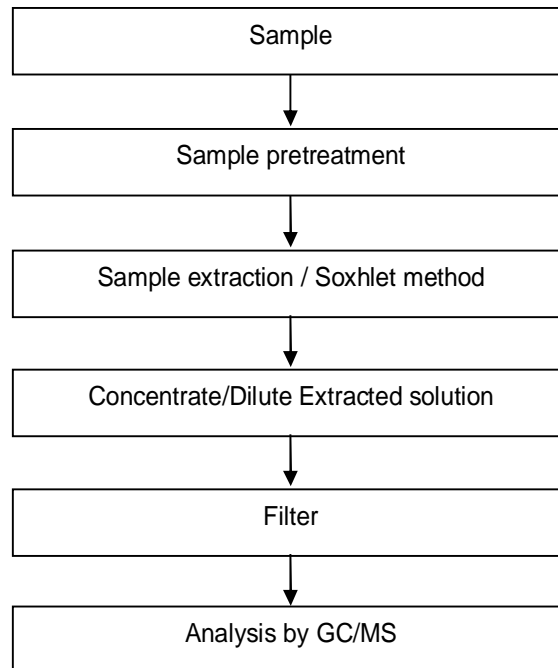 Sample
Sample pretreatment
Sample extraction / Soxhlet method
Concentrate/Dilute Extracted solution
Filter
Analysis by GC/MS